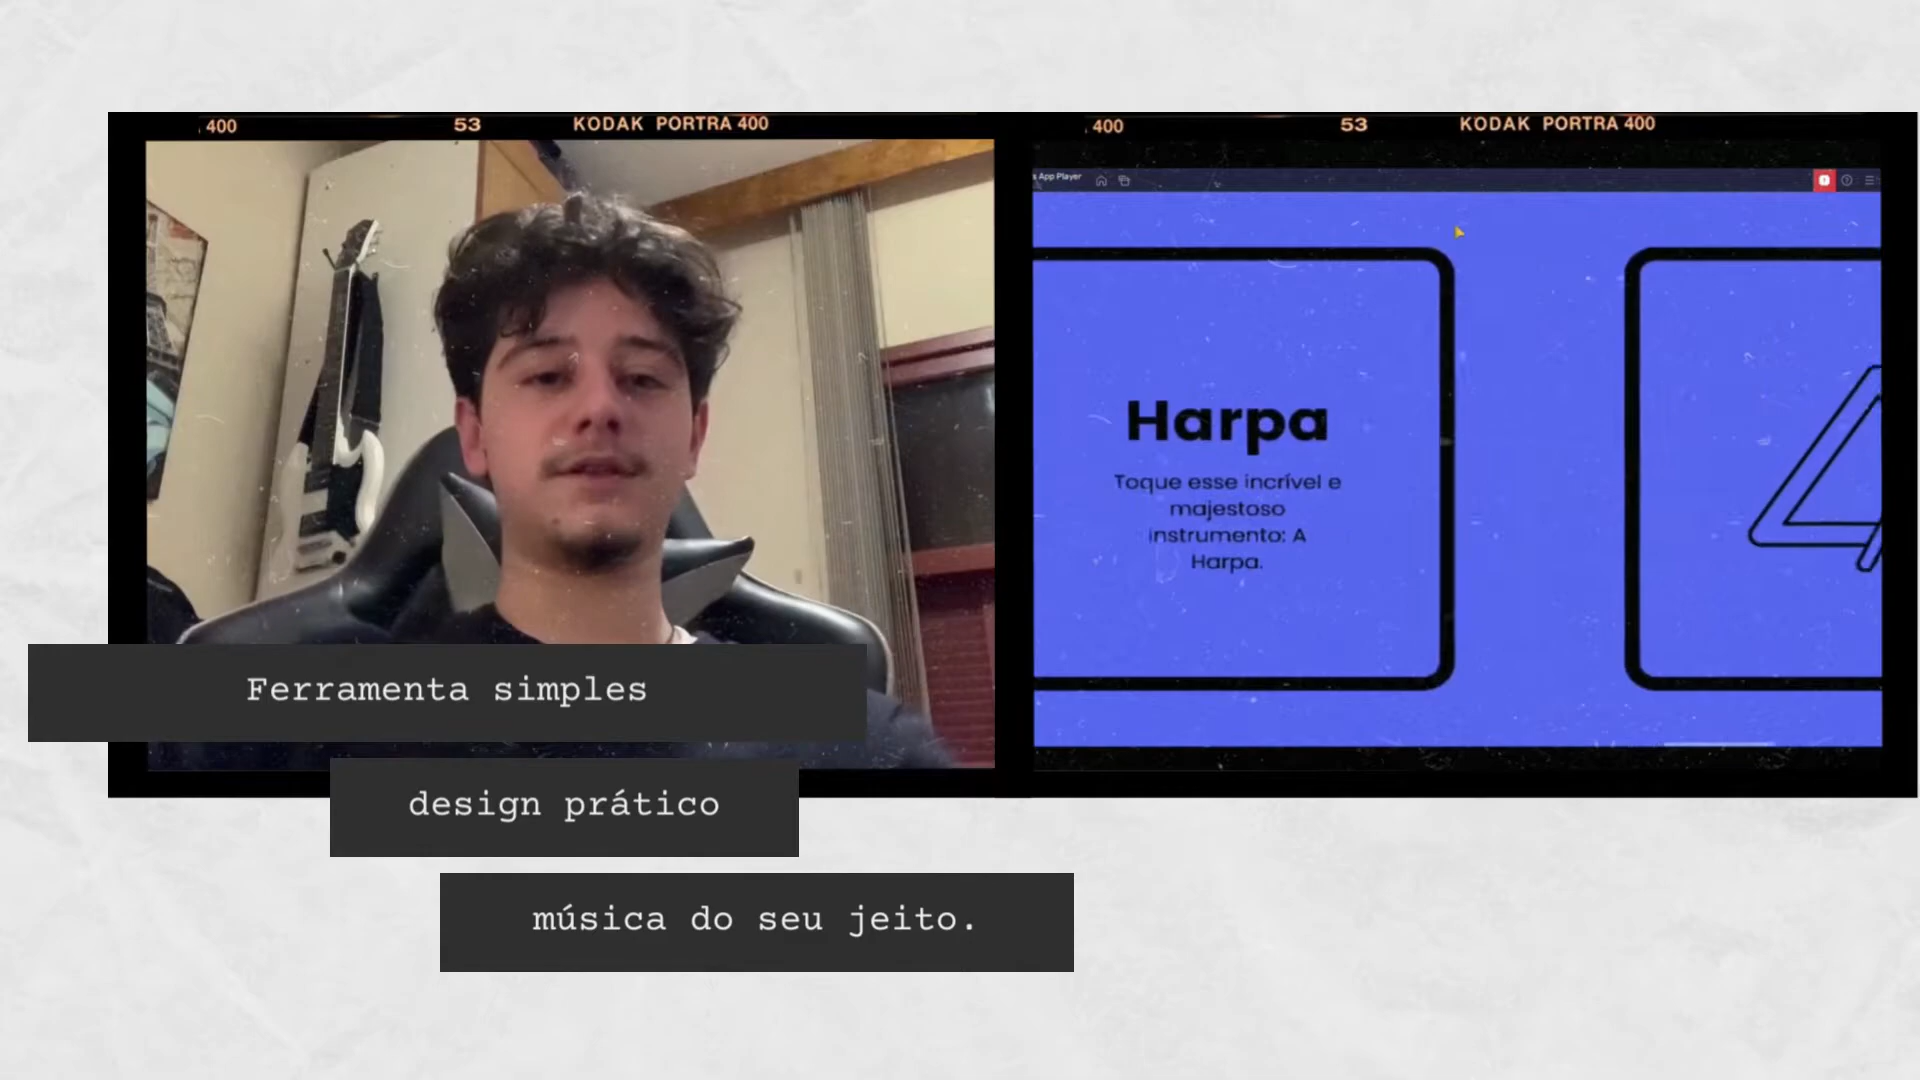 400 53 KODAK PORTRA 400
400 53 KODAK PORTRA 400
s App Player
Harpa
Toque esse incrível e
majestoso
instrumento: A
Harpa.
Ferramenta simples
design prático
música do seu jeito.